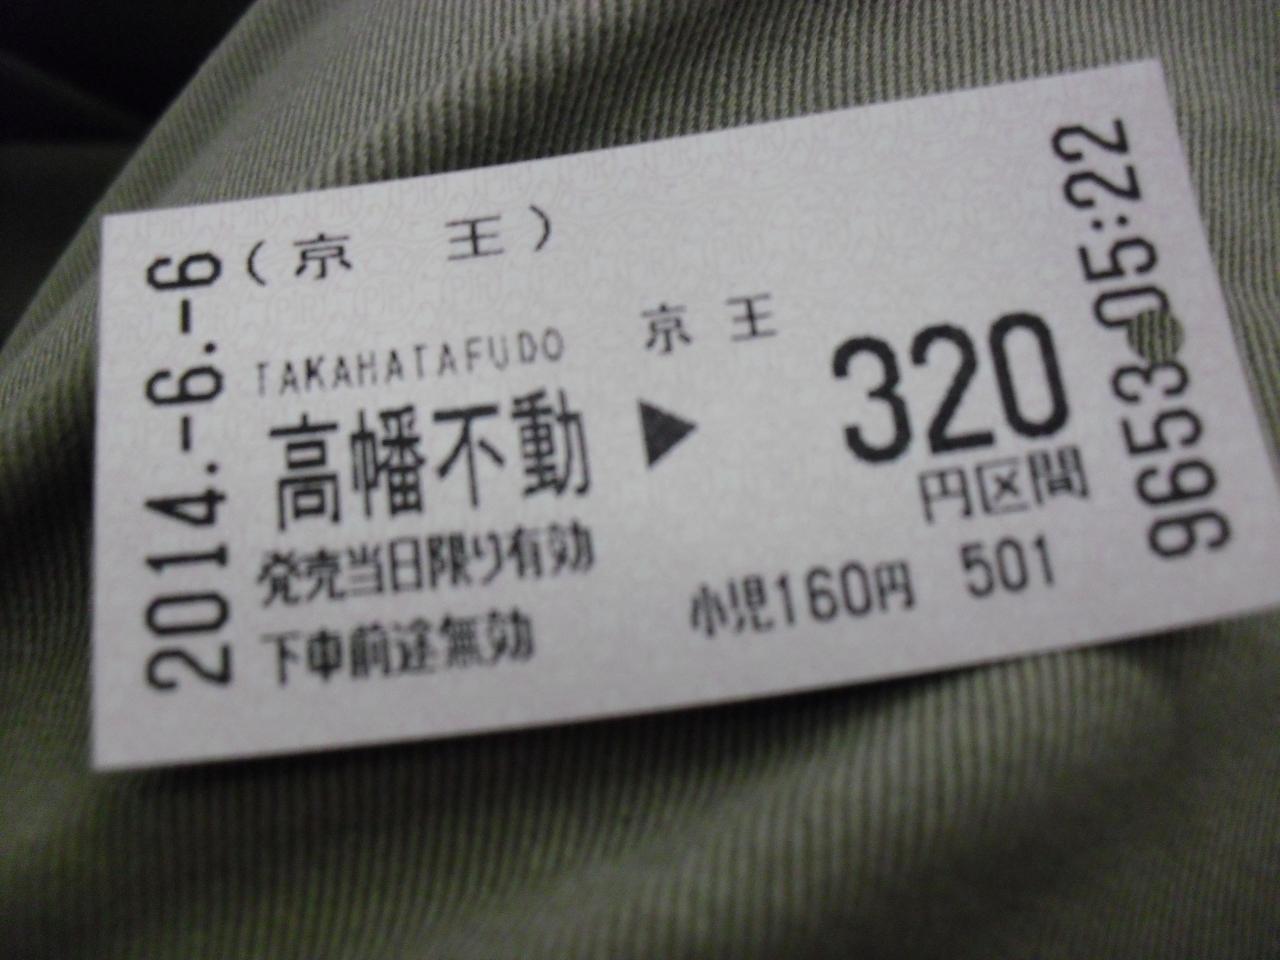 2014.-6.-6
(京 王)
TAKAHATAFUDO 京王
高幡不動 ▶ 320
円区間
発売当日限り有効
下車前途無効
小児160円 501
9653 05:22